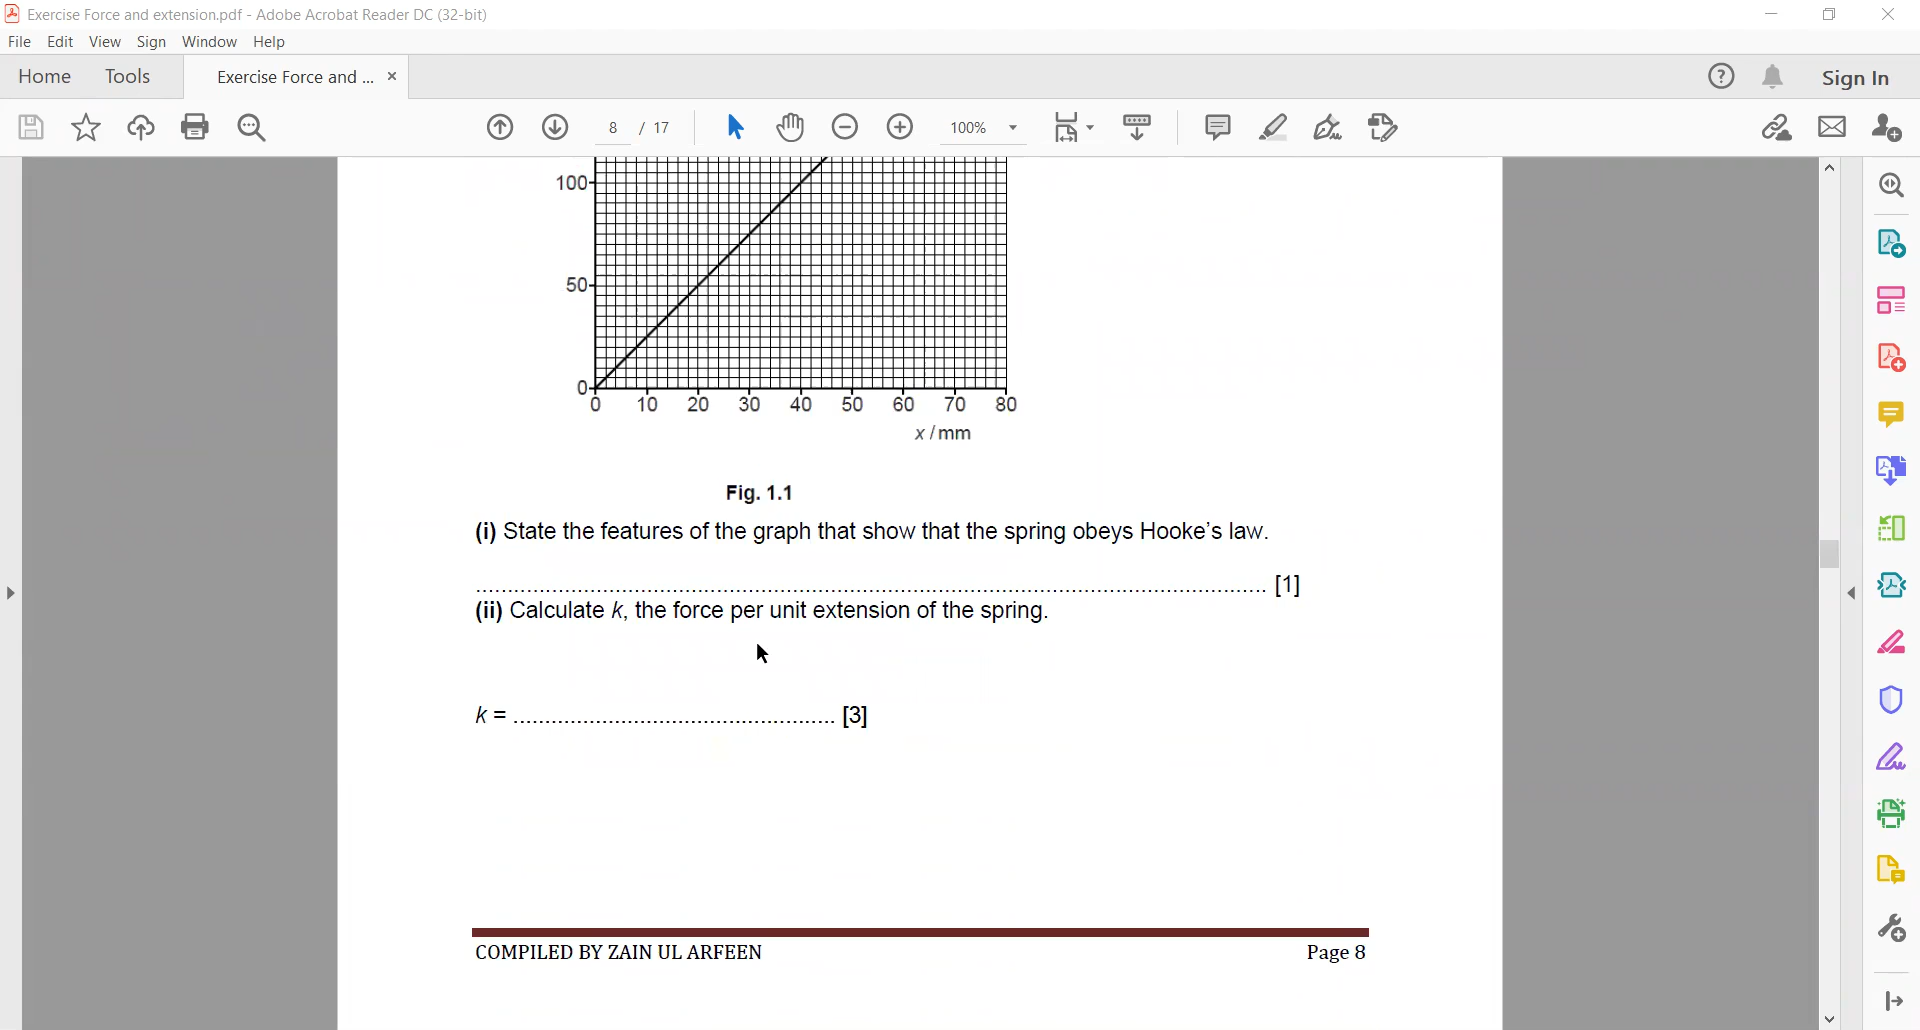 Exercise Force and extension.pdf - Adobe Acrobat Reader DC (32-bit)
File Edit View Sign Window Help
Home Tools Exercise Force and ... × Sign In
8 / 17 100%
100
50
0
0 10 20 30 40 50 60 70 80
x / mm
Fig. 1.1
(i) State the features of the graph that show that the spring obeys Hooke's law.
.......................................................................................................................... [1]
(ii) Calculate k, the force per unit extension of the spring.
k = .................................................. [3]
COMPILED BY ZAIN UL ARFEEN Page 8